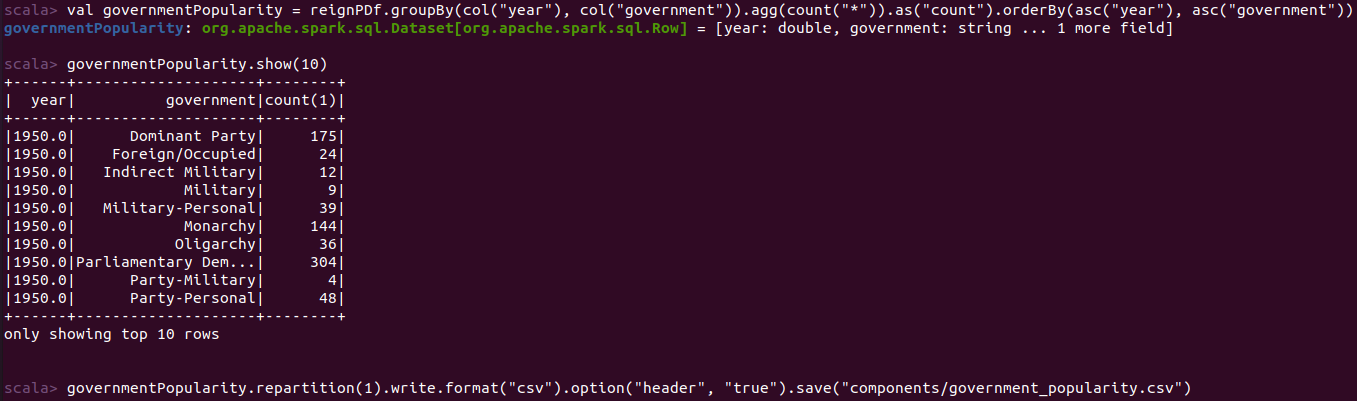 scala> val governmentPopularity = reignPDf.groupBy(col("year"), col("government")).agg(count("*")).as("count").orderBy(asc("year"), asc("government"))
governmentPopularity: org.apache.spark.sql.Dataset[org.apache.spark.sql.Row] = [year: double, government: string ... 1 more field]
scala> governmentPopularity.show(10)
+------+--------------------+--------+
|  year|          government|count(1)|
+------+--------------------+--------+
|1950.0|      Dominant Party|     175|
|1950.0|    Foreign/Occupied|      24|
|1950.0|   Indirect Military|      12|
|1950.0|            Military|       9|
|1950.0|   Military-Personal|      39|
|1950.0|            Monarchy|     144|
|1950.0|           Oligarchy|      36|
|1950.0|Parliamentary Dem...|     304|
|1950.0|      Party-Military|       4|
|1950.0|      Party-Personal|      48|
+------+--------------------+--------+
only showing top 10 rows
scala> governmentPopularity.repartition(1).write.format("csv").option("header", "true").save("components/government_popularity.csv")